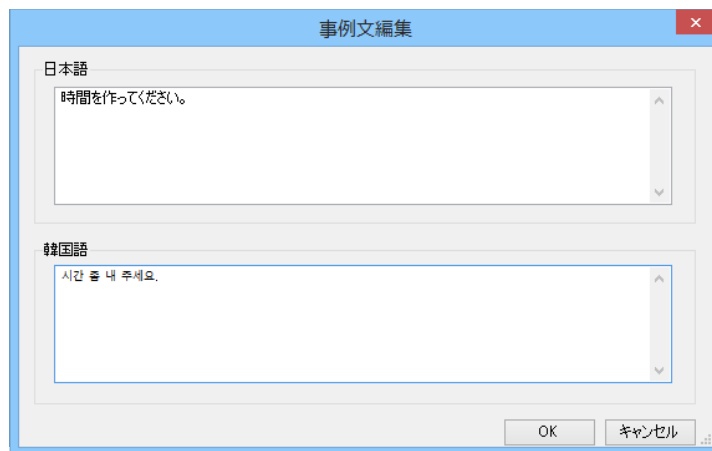 事例文編集
日本語
時間を作ってください。
韓国語
시간 좀 내 주세요.
OK
キャンセル